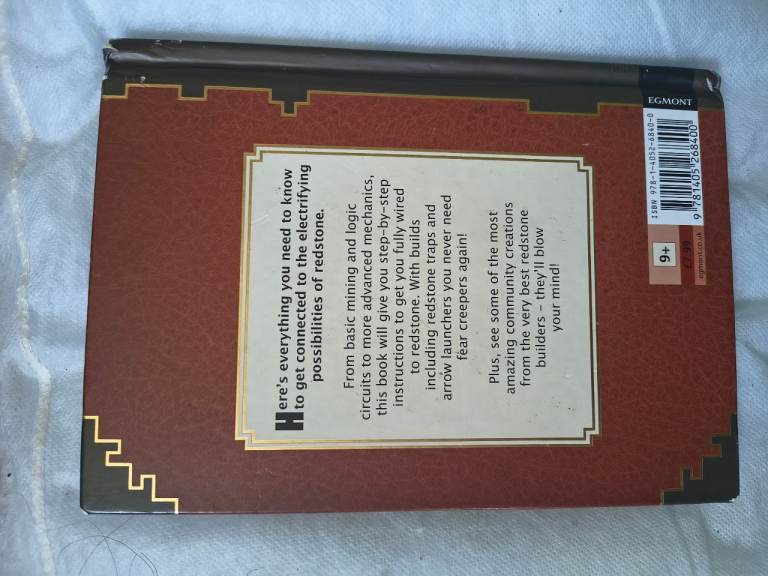 Here's everything you need to know
to get connected to the electrifying
possibilities of redstone.
From basic mining and logic
circuits to more advanced mechanics,
this book will give you step-by-step
instructions to get you fully wired
to redstone. With builds
including redstone traps and
arrow launchers you never need
fear creepers again!
Plus, see some of the most
amazing community creations
from the very best redstone
builders – they'll blow
your mind!
EGMONT
ISBN 978-1-4052-6840-0
9 781405 268400
9+
£7.99
egmont.co.uk